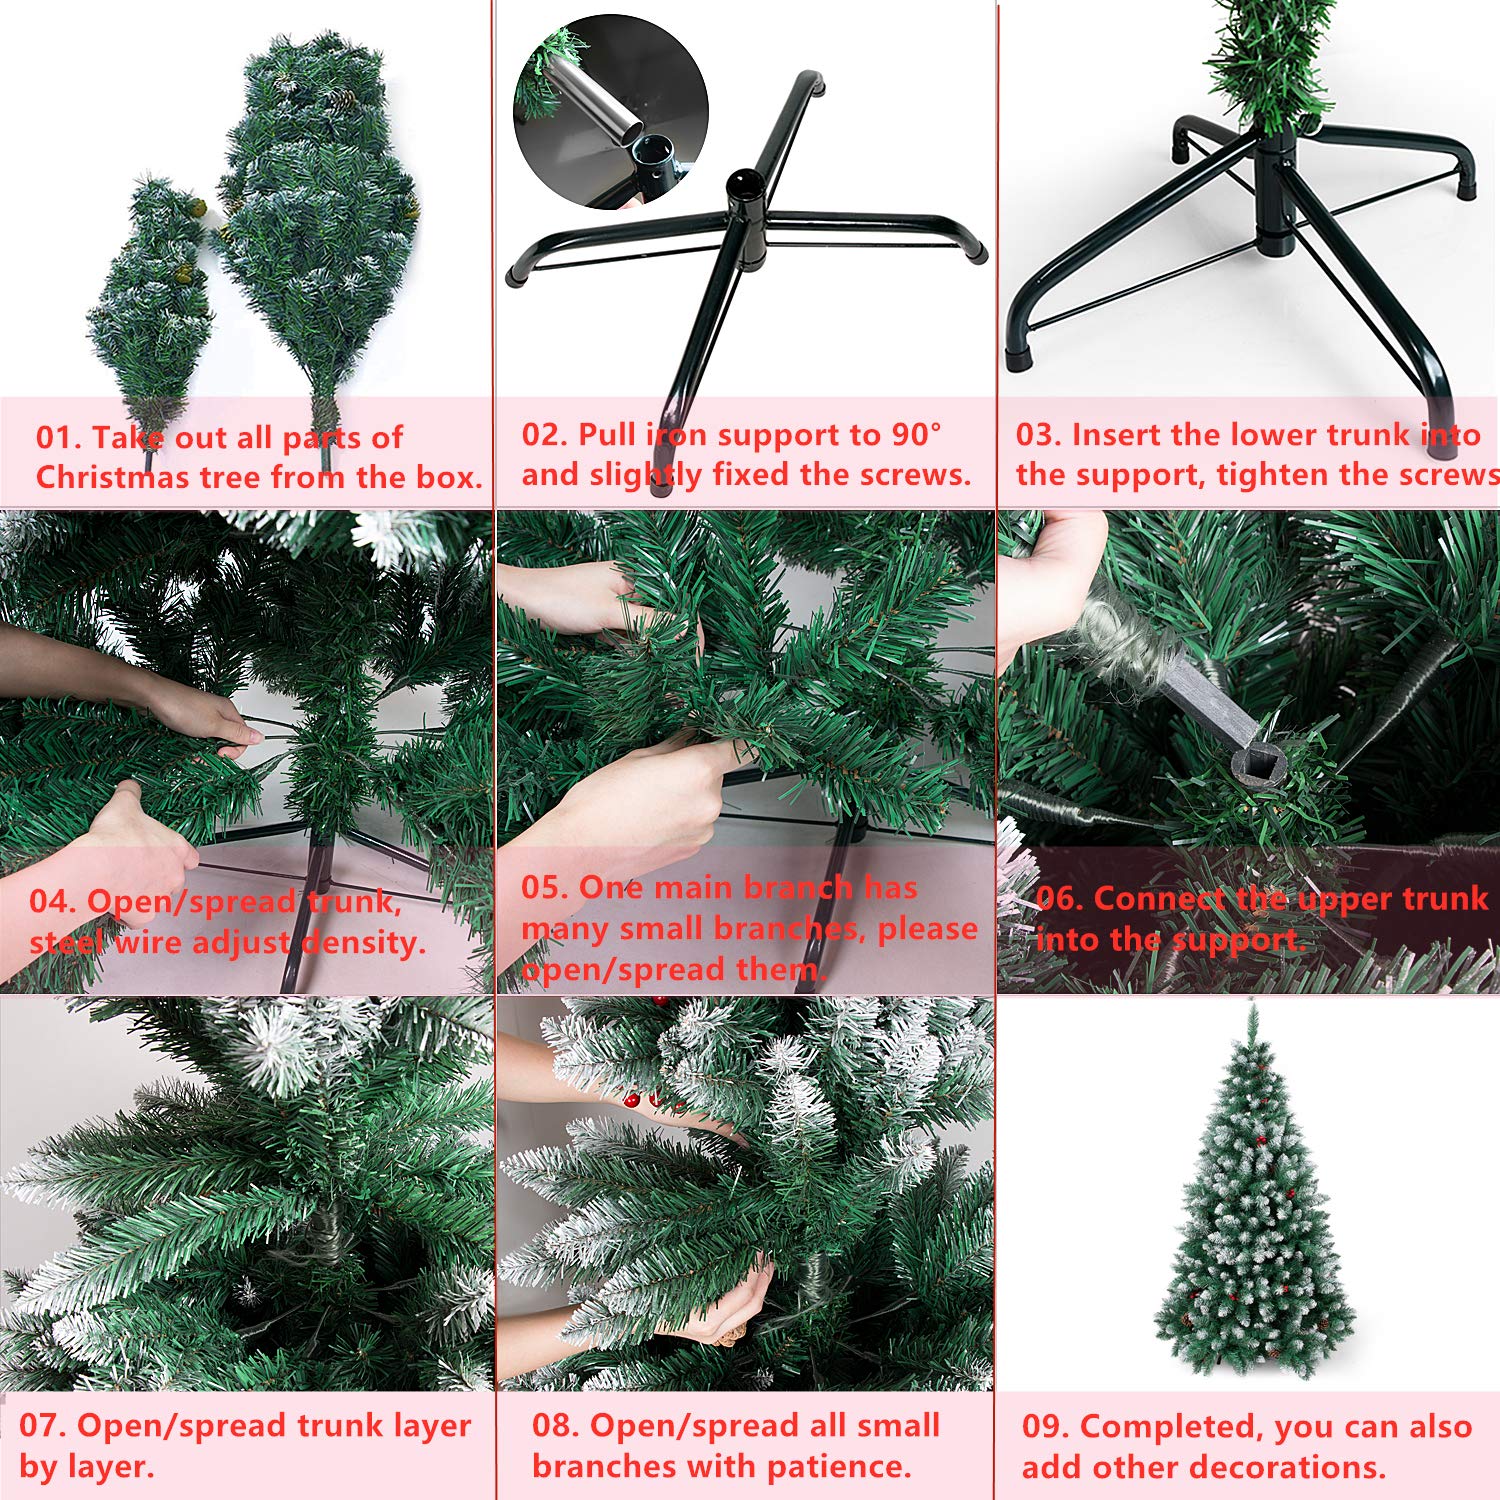 01. Take out all parts of
Christmas tree from the box.
02. Pull iron support to 90°
and slightly fixed the screws.
03. Insert the lower trunk into
the support, tighten the screws
04. Open/spread trunk,
steel wire adjust density.
05. One main branch has
many small branches, please
open/spread them.
06. Connect the upper trunk
into the support.
07. Open/spread trunk layer
by layer.
08. Open/spread all small
branches with patience.
09. Completed, you can also
add other decorations.